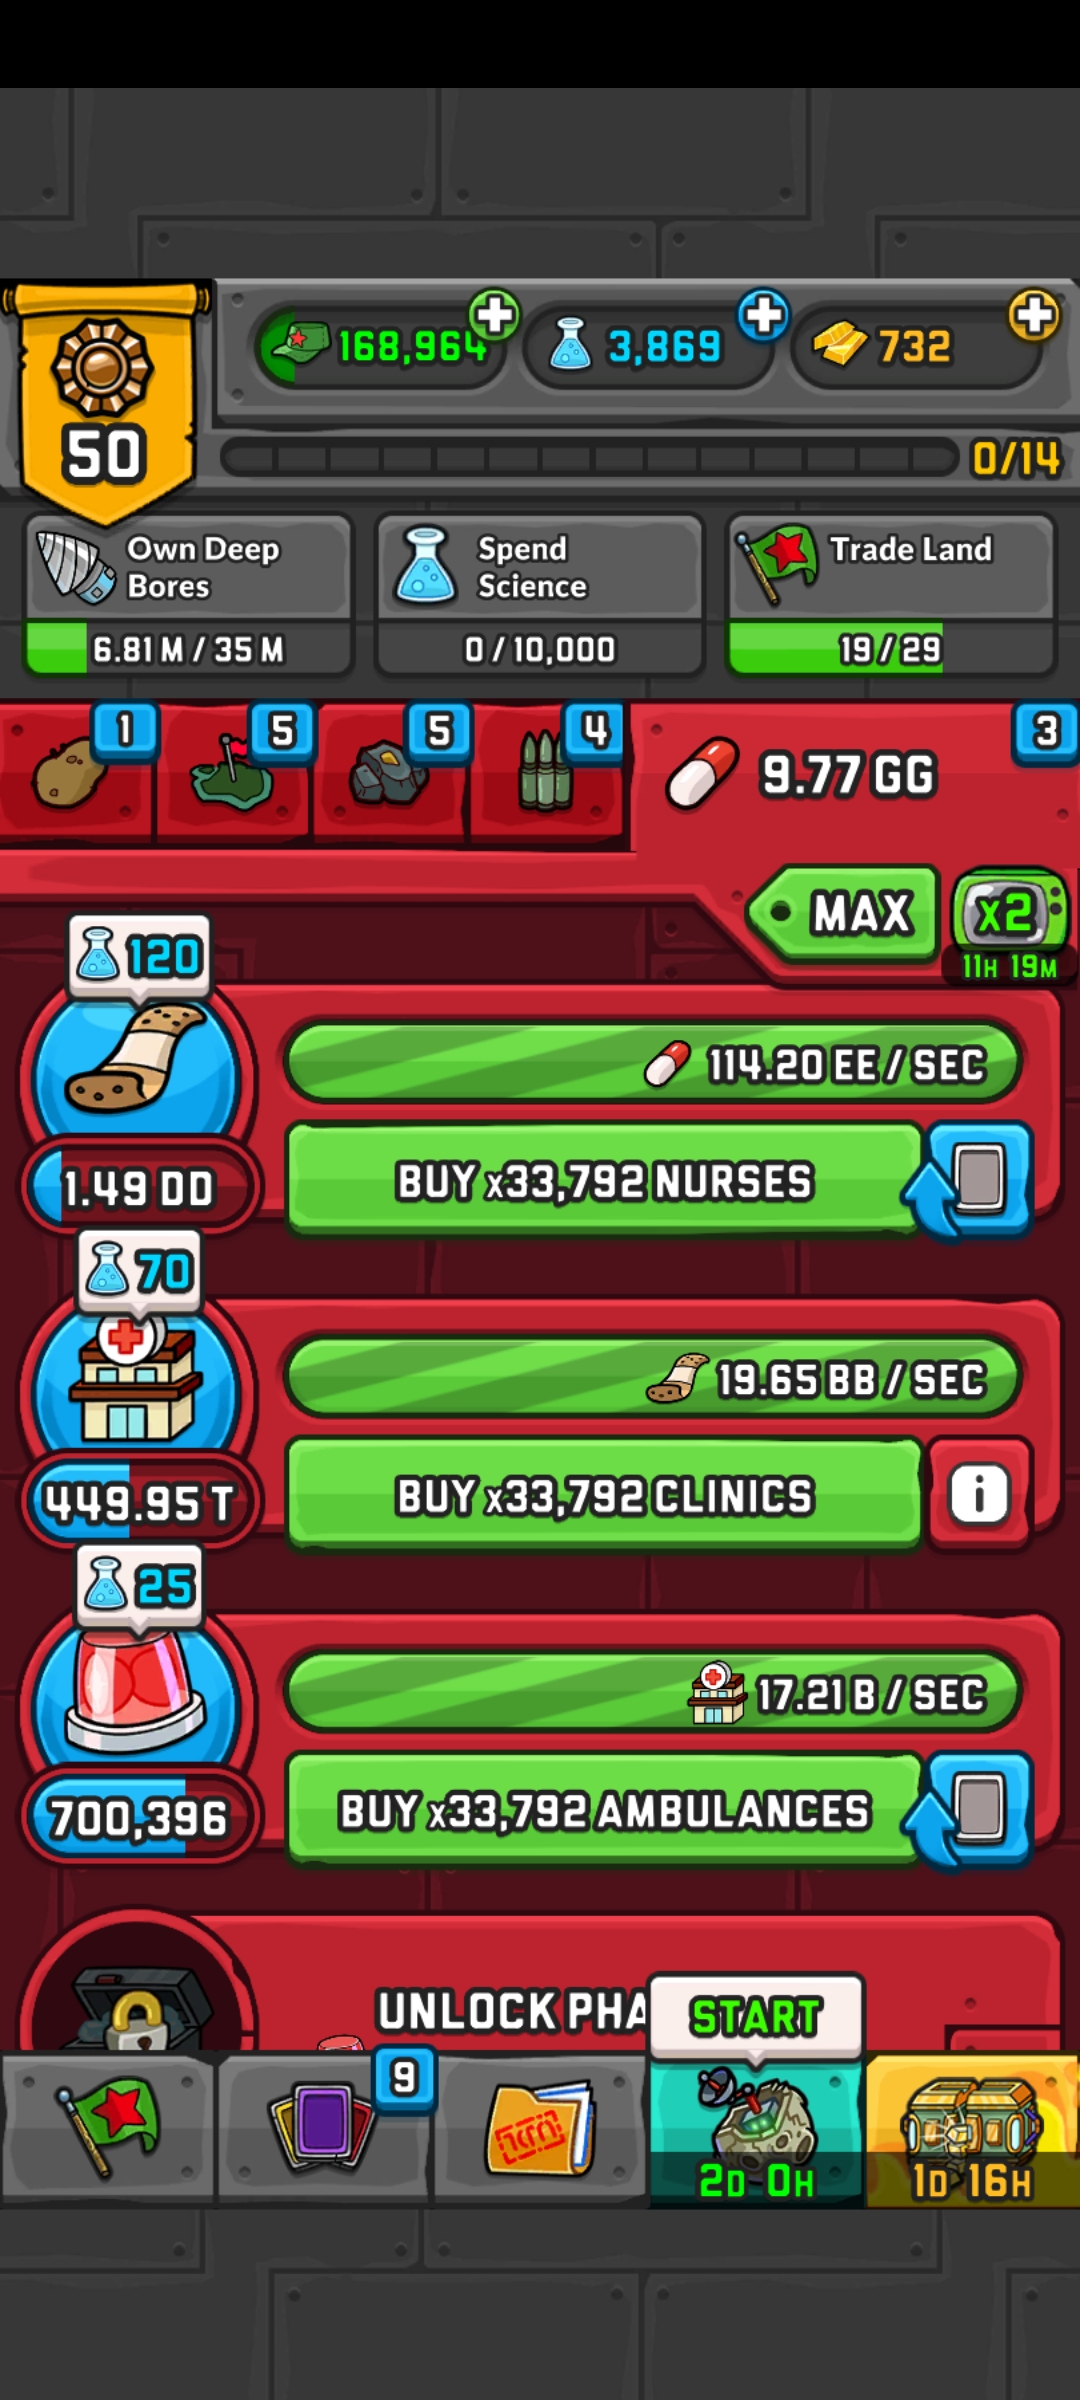 50
168,964
3,869
732
0/14
Own Deep
Bores
6.81 M / 35 M
Spend
Science
0 / 10,000
Trade Land
19 / 29
1
5
5
4
9.77 GG
3
MAX
x2
11H 19M
120
114.20 EE / SEC
1.49 DD
BUY x33,792 NURSES
70
19.65 BB / SEC
449.95 T
BUY x33,792 CLINICS
i
25
17.21 B / SEC
700,396
BUY x33,792 AMBULANCES
UNLOCK PHA
START
9
2D 0H
1D 16H